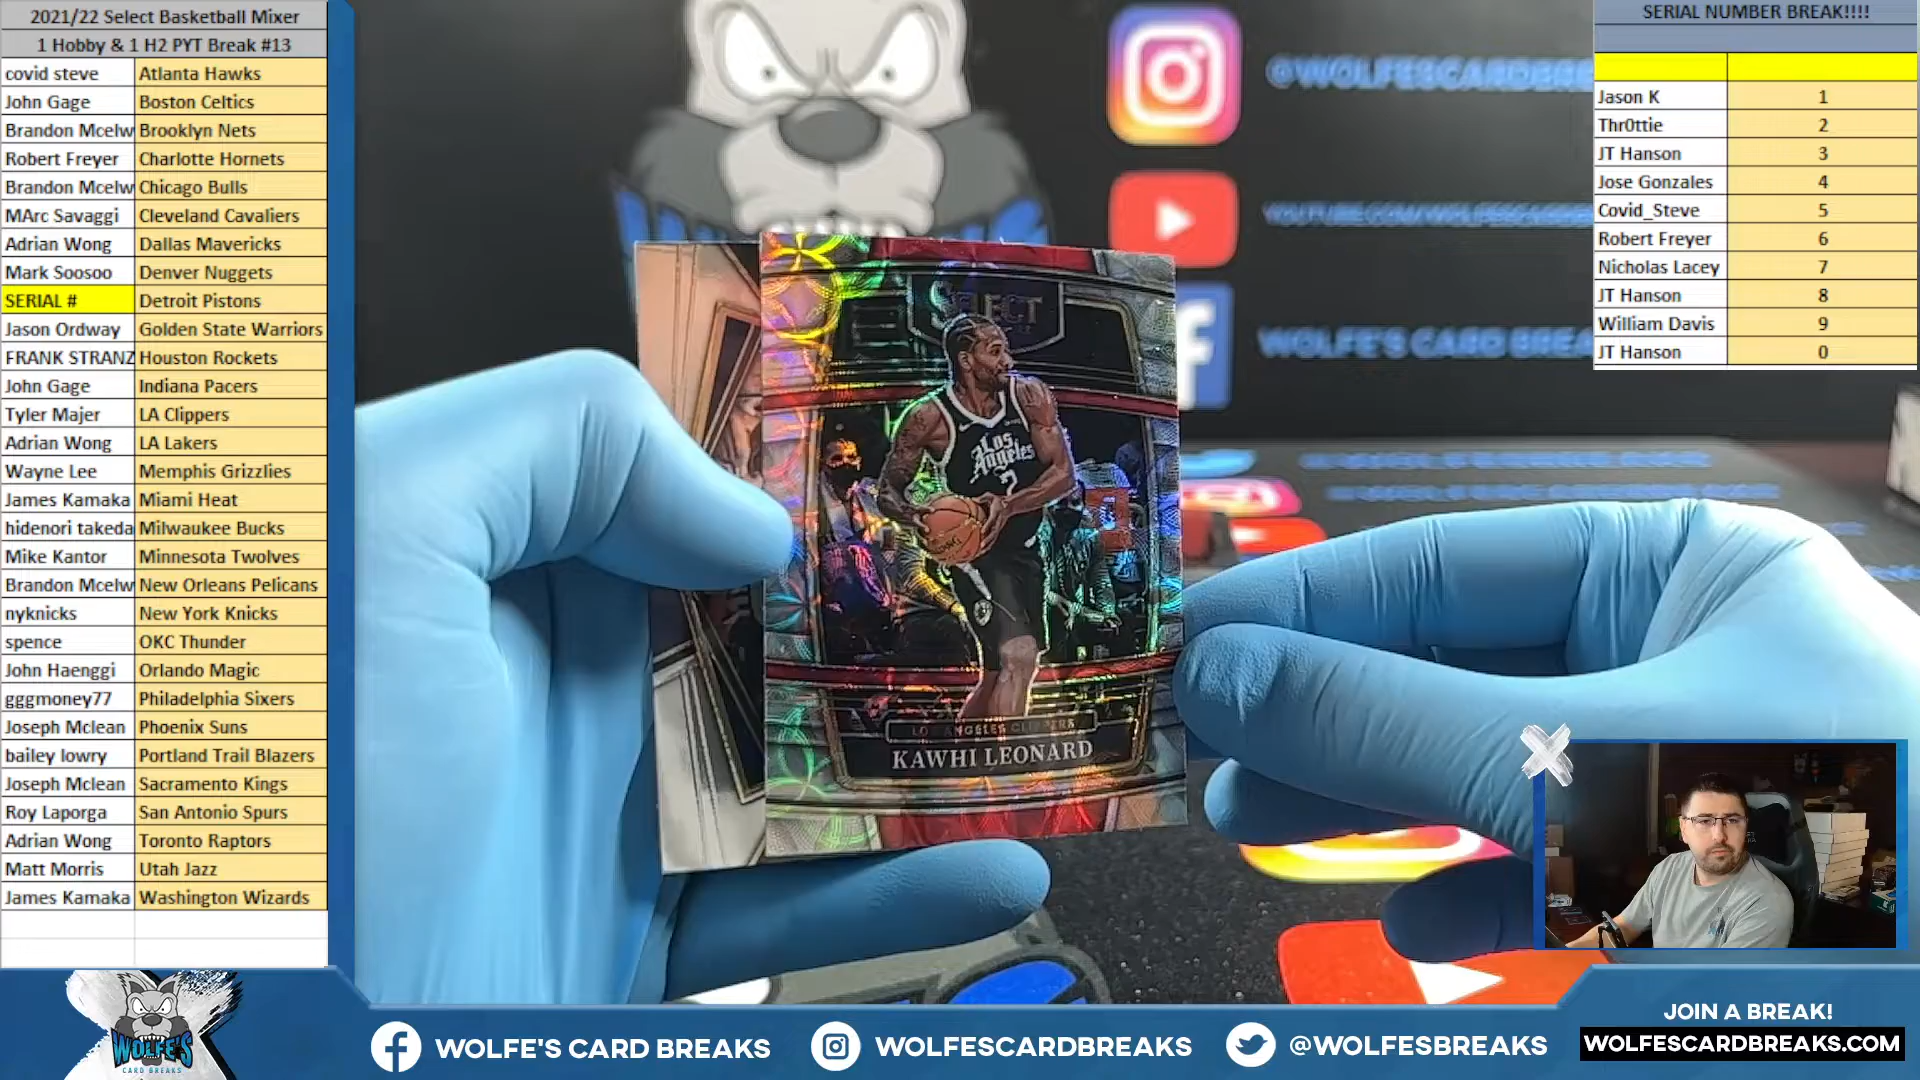 2021/22 Select Basketball Mixer
1 Hobby & 1 H2 PYT Break #13
covid steve Atlanta Hawks
John Gage Boston Celtics
Brandon Mcelw Brooklyn Nets
Robert Freyer Charlotte Hornets
Brandon Mcelw Chicago Bulls
MArc Savaggi Cleveland Cavaliers
Adrian Wong Dallas Mavericks
Mark Soosoo Denver Nuggets
SERIAL # Detroit Pistons
Jason Ordway Golden State Warriors
FRANK STRANZ Houston Rockets
John Gage Indiana Pacers
Tyler Majer LA Clippers
Adrian Wong LA Lakers
Wayne Lee Memphis Grizzlies
James Kamaka Miami Heat
hidenori takeda Milwaukee Bucks
Mike Kantor Minnesota Twolves
Brandon Mcelw New Orleans Pelicans
nyknicks New York Knicks
spence OKC Thunder
John Haenggi Orlando Magic
gggmoney77 Philadelphia Sixers
Joseph Mclean Phoenix Suns
bailey lowry Portland Trail Blazers
Joseph Mclean Sacramento Kings
Roy Laporga San Antonio Spurs
Adrian Wong Toronto Raptors
Matt Morris Utah Jazz
James Kamaka Washington Wizards
SERIAL NUMBER BREAK!!!!
Jason K 1
Thr0ttie 2
JT Hanson 3
Jose Gonzales 4
Covid_Steve 5
Robert Freyer 6
Nicholas Lacey 7
JT Hanson 8
William Davis 9
JT Hanson 0
@WOLFESCARDBRE
WOLFE'S CARD BREA
SELECT
Los
Angeles
2
LOS ANGELES CLIPPERS
KAWHI LEONARD
WOLFE'S
CARD BREAKS
WOLFE'S CARD BREAKS
WOLFESCARDBREAKS
@WOLFESBREAKS
JOIN A BREAK!
WOLFESCARDBREAKS.COM